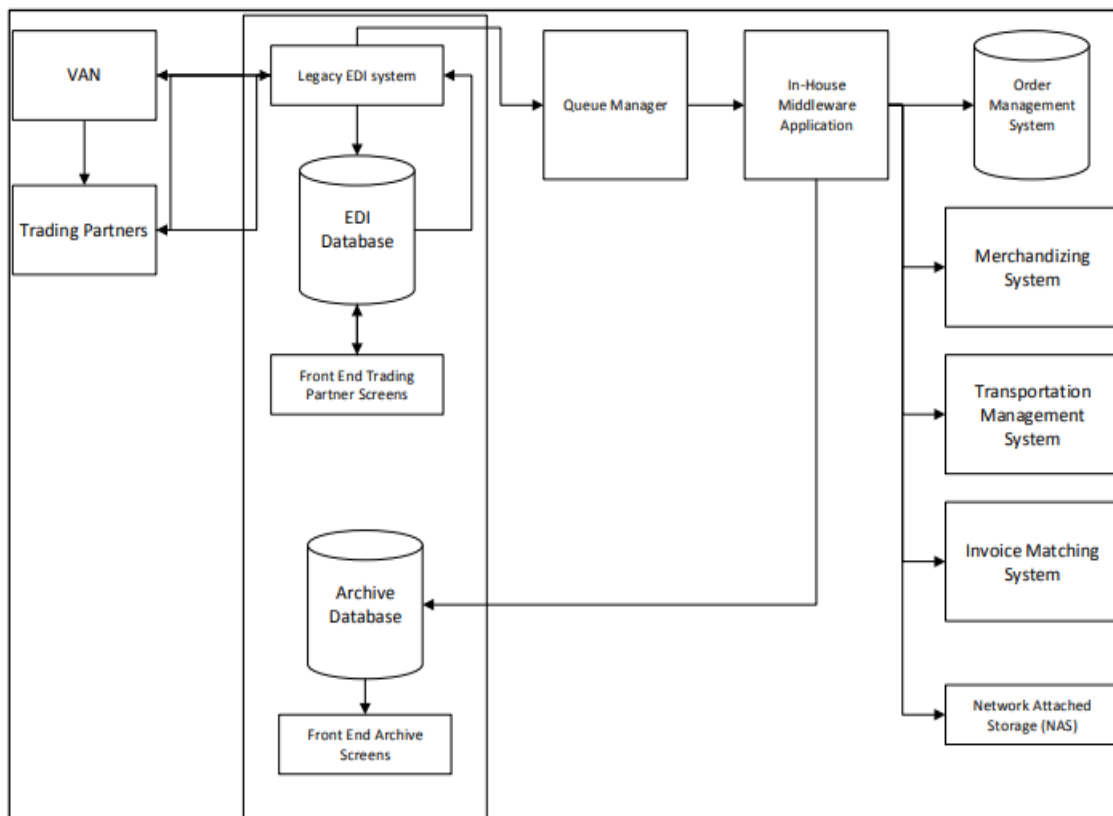 VAN
Trading Partners
Legacy EDI system
EDI
Database
Front End Trading
Partner Screens
Archive
Database
Front End Archive
Screens
Queue Manager
In-House
Middleware
Application
Order
Management
System
Merchandizing
System
Transportation
Management
System
Invoice Matching
System
Network Attached
Storage (NAS)